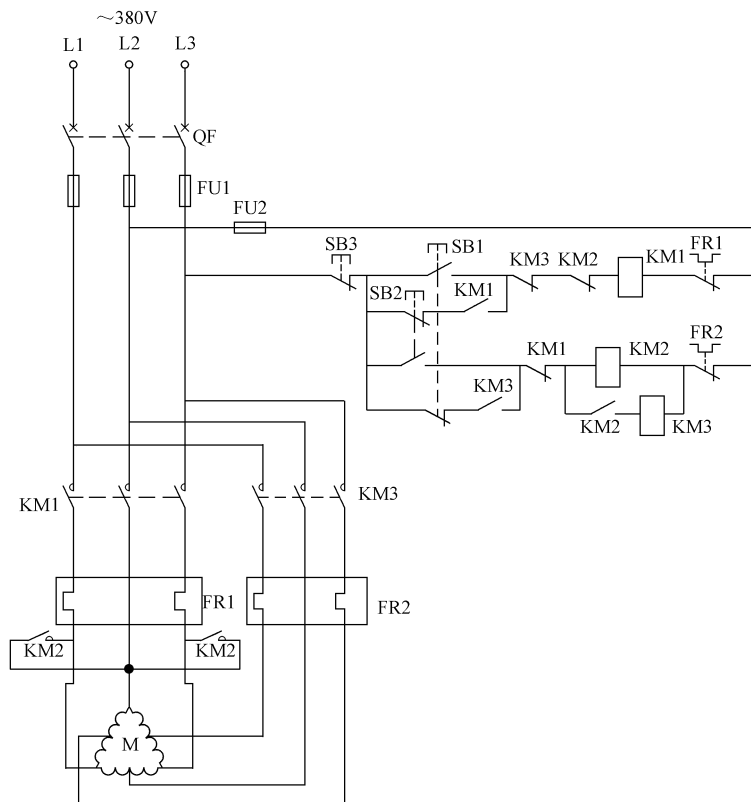 ～380V
L1 L2 L3
QF
FU1
FU2
SB3 SB1 KM3 KM2 KM1 FR1
SB2 KM1
KM1 KM2 FR2
KM3
KM2 KM3
KM1 KM3
FR1 FR2
KM2 KM2
M